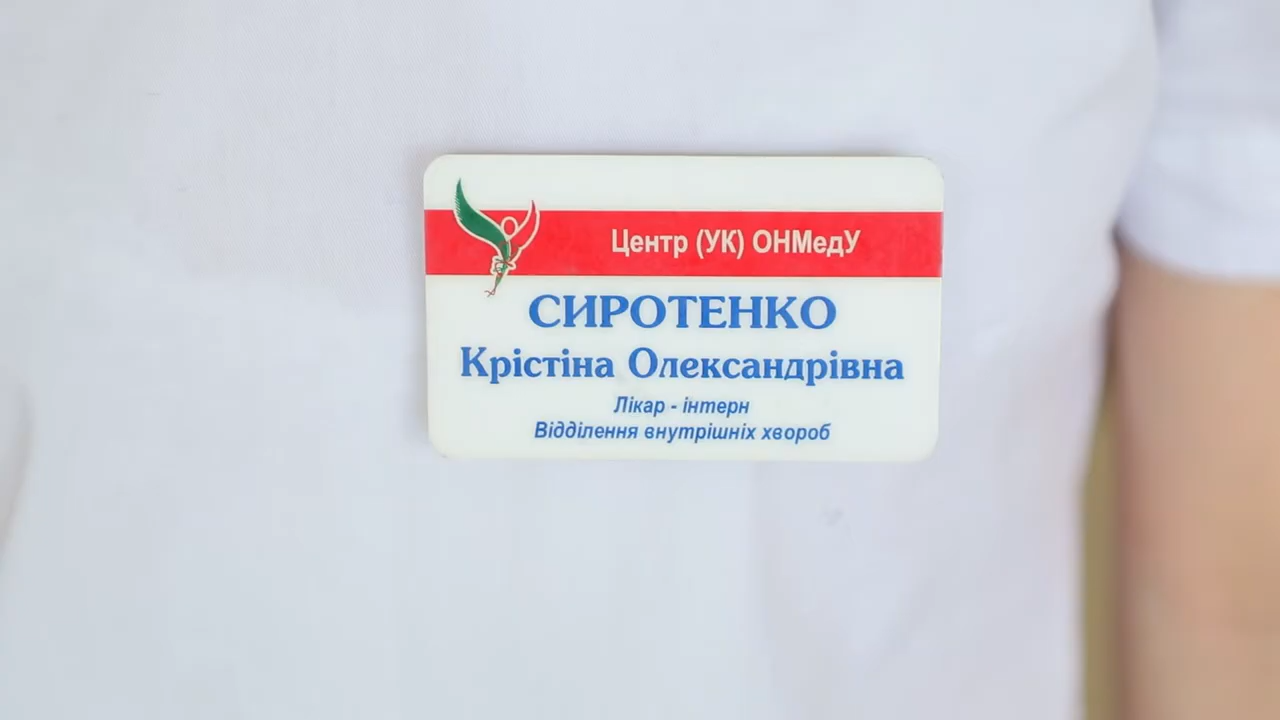 Центр (УК) ОНМедУ
СИРОТЕНКО
Крістіна Олександрівна
Лікар - інтерн
Відділення внутрішніх хвороб